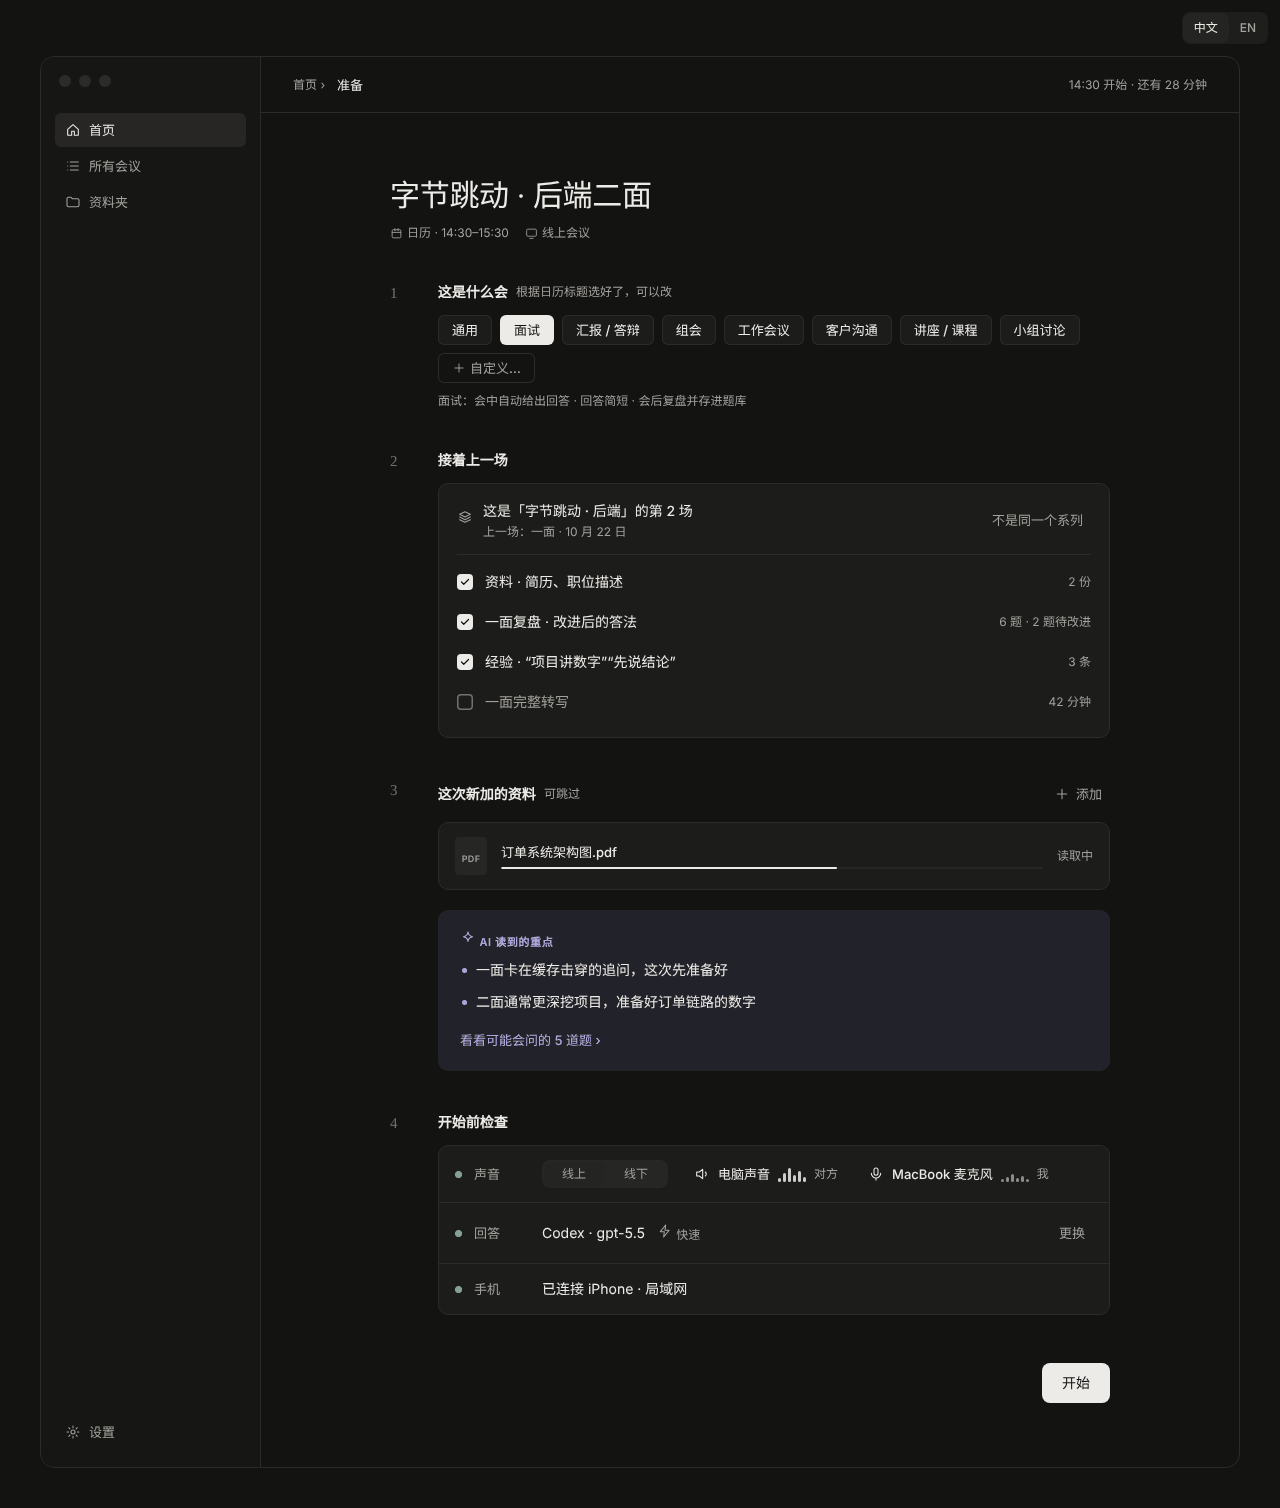 中文 EN
首页 › 准备
14:30 开始 · 还有 28 分钟
首页
所有会议
资料夹
设置
字节跳动 · 后端二面
日历 · 14:30–15:30 线上会议
1 这是什么会 根据日历标题选好了，可以改
通用 面试 汇报 / 答辩 组会 工作会议 客户沟通 讲座 / 课程 小组讨论
自定义...
面试：会中自动给出回答 · 回答简短 · 会后复盘并存进题库
2 接着上一场
这是「字节跳动 · 后端」的第 2 场
上一场：一面 · 10 月 22 日
不是同一个系列
资料 · 简历、职位描述 2 份
一面复盘 · 改进后的答法 6 题 · 2 题待改进
经验 · “项目讲数字”“先说结论” 3 条
一面完整转写 42 分钟
3 这次新加的资料 可跳过 添加
PDF 订单系统架构图.pdf 读取中
AI 读到的重点
一面卡在缓存击穿的追问，这次先准备好
二面通常更深挖项目，准备好订单链路的数字
看看可能会问的 5 道题 ›
4 开始前检查
声音 线上 线下 电脑声音 对方 MacBook 麦克风 我
回答 Codex · gpt-5.5 快速 更换
手机 已连接 iPhone · 局域网
开始